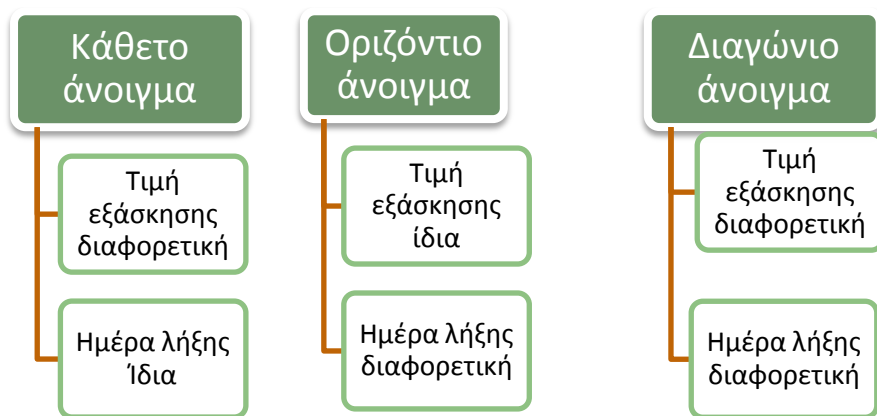 Κάθετο
άνοιγμα
Τιμή
εξάσκησης
διαφορετική
Ημέρα λήξης
Ίδια
Οριζόντιο
άνοιγμα
Τιμή
εξάσκησης
ίδια
Ημέρα λήξης
διαφορετική
Διαγώνιο
άνοιγμα
Τιμή
εξάσκησης
διαφορετική
Ημέρα λήξης
διαφορετική